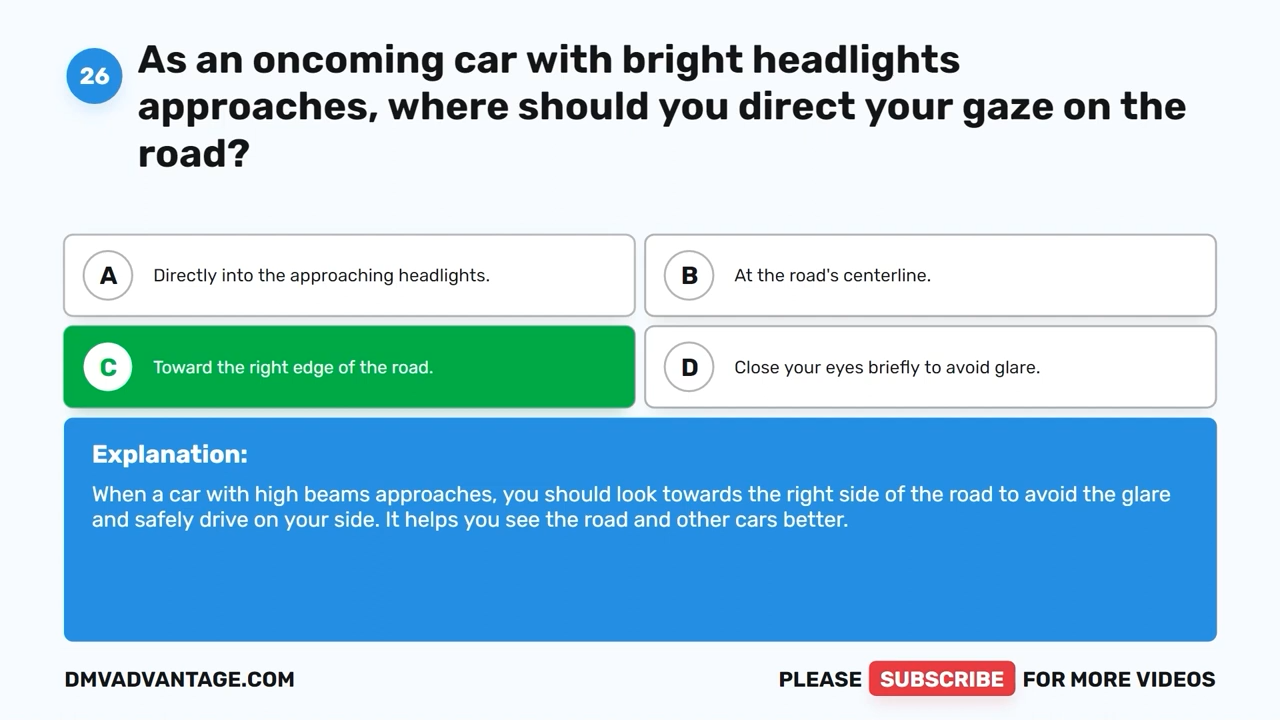 26
As an oncoming car with bright headlights
approaches, where should you direct your gaze on the
road?
A
Directly into the approaching headlights.
B
At the road's centerline.
C
Toward the right edge of the road.
D
Close your eyes briefly to avoid glare.
Explanation:
When a car with high beams approaches, you should look towards the right side of the road to avoid the glare
and safely drive on your side. It helps you see the road and other cars better.
DMVADVANTAGE.COM
PLEASE SUBSCRIBE FOR MORE VIDEOS